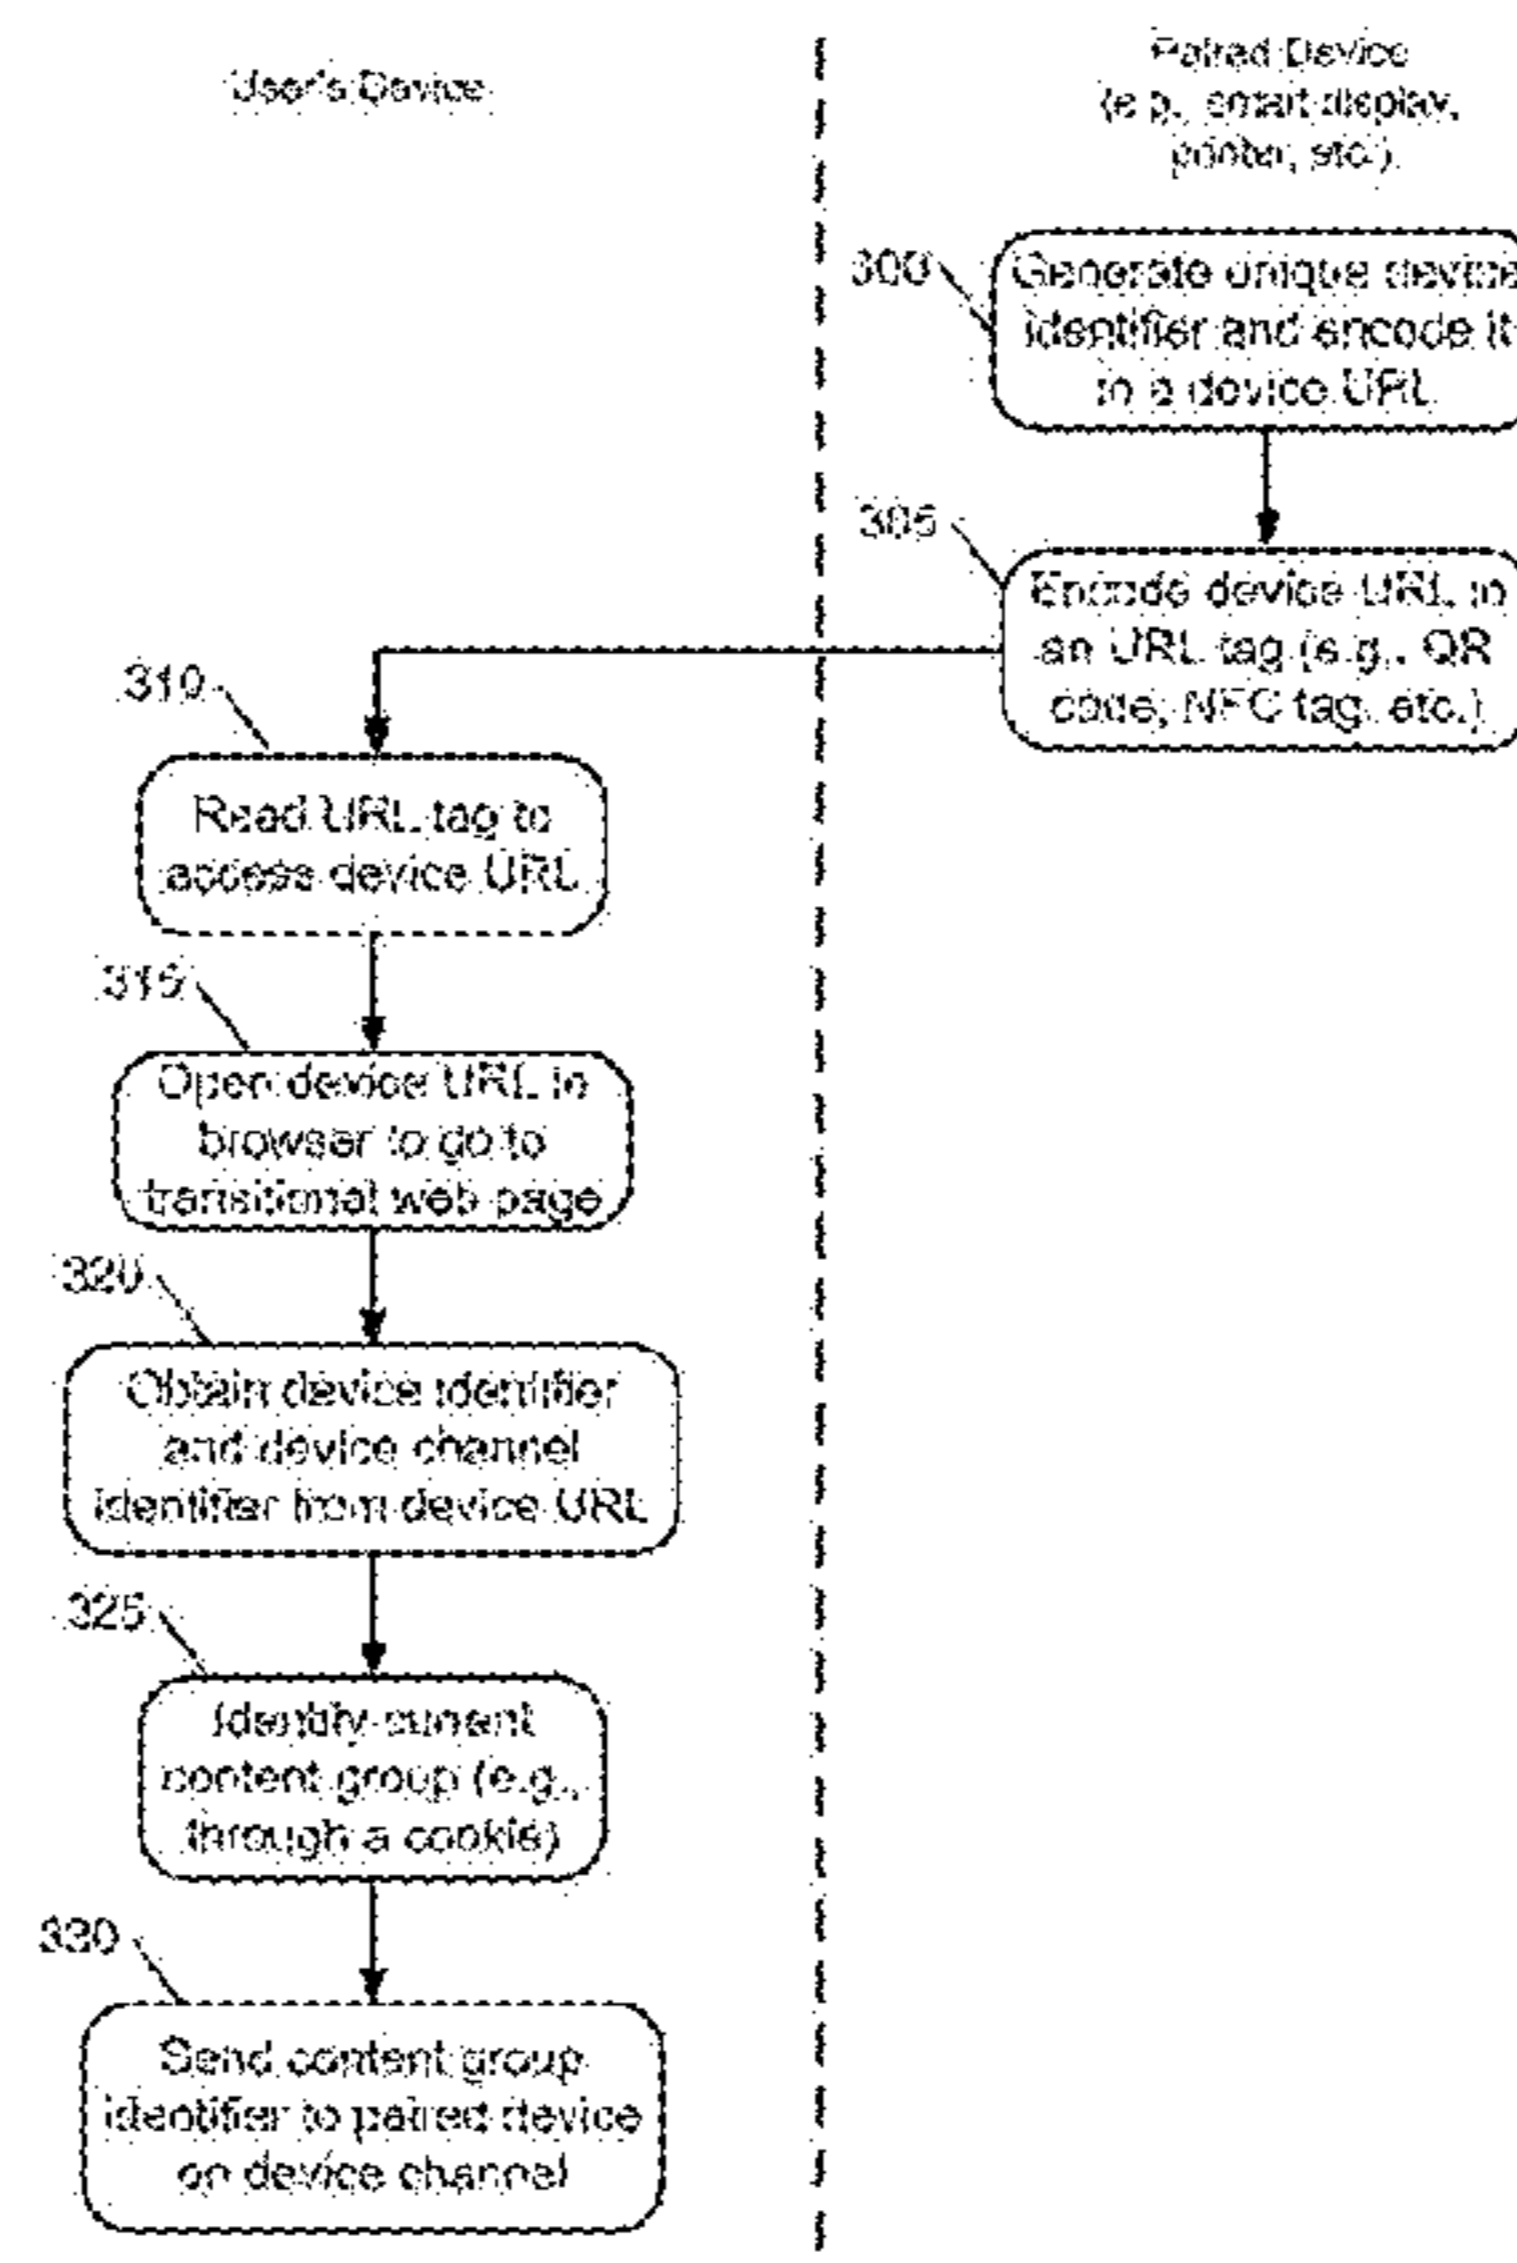 User's Device
Paired Device
(e.g., smart display,
printer, etc.)
300
Generate unique device
identifier and encode it
in a device URL
305
Encode device URL in
an URL tag (e.g., QR
code, NFC tag, etc.)
310
Read URL tag to
access device URL
315
Open device URL in
browser to go to
transitional web page
320
Obtain device identifier
and device channel
identifier from device URL
325
Identify current
content group (e.g.,
through a cookie)
330
Send content group
identifier to paired device
on device channel